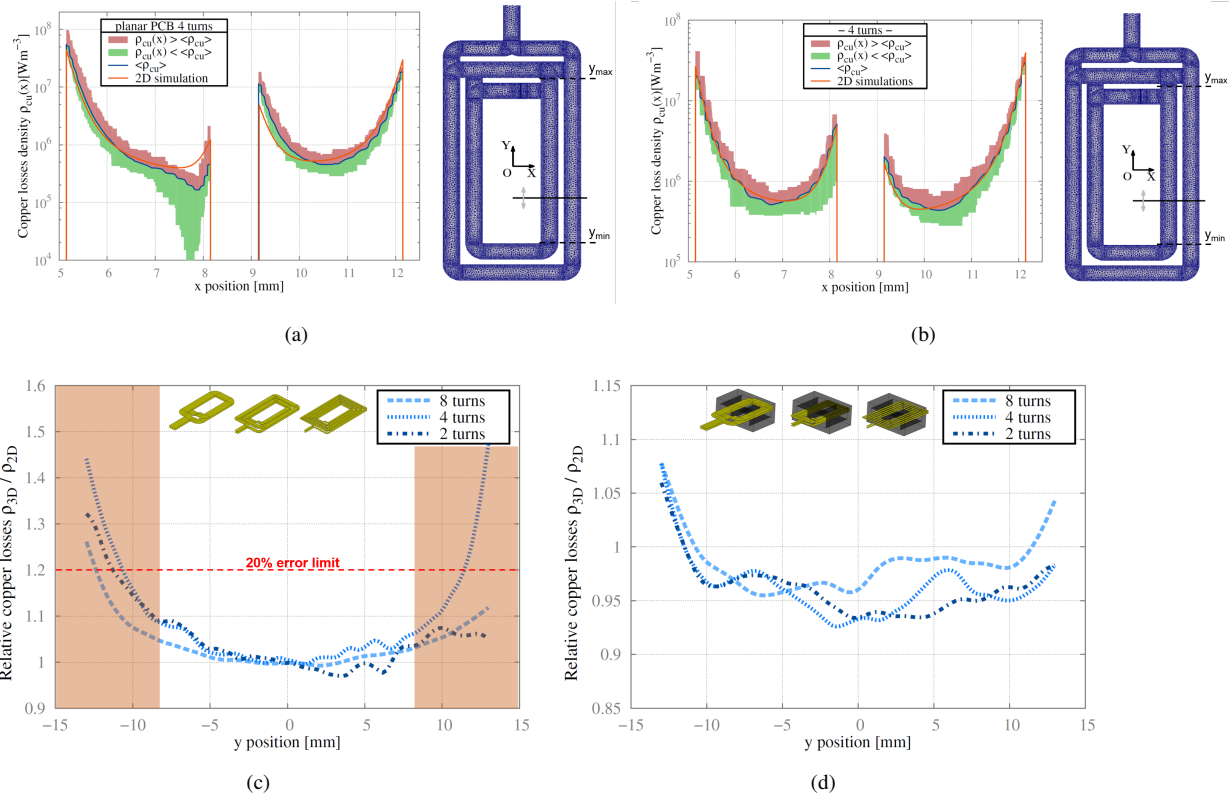 10⁸
10⁷
10⁶
10⁵
10⁴
Copper losses density ρcu(x)[Wm⁻³]
planar PCB 4 turns
ρcu(x) > <ρcu>
ρcu(x) < <ρcu>
<ρcu>
2D simulation
5 6 7 8 9 10 11 12
x position [mm]
ymax
Y
O X
ymin
(a)
10⁸
10⁷
10⁶
10⁵
Copper loss density ρcu(x)[Wm⁻³]
– 4 turns –
ρcu(x) > <ρcu>
ρcu(x) < <ρcu>
<ρcu>
2D simulations
5 6 7 8 9 10 11 12
x position [mm]
ymax
Y
O X
ymin
(b)
1.6
1.5
1.4
1.3
1.2
1.1
1
0.9
Relative copper losses ρ3D / ρ2D
8 turns
4 turns
2 turns
20% error limit
−15 −10 −5 0 5 10 15
y position [mm]
(c)
1.15
1.1
1.05
1
0.95
0.9
0.85
Relative copper losses ρ3D / ρ2D
8 turns
4 turns
2 turns
−15 −10 −5 0 5 10 15
y position [mm]
(d)